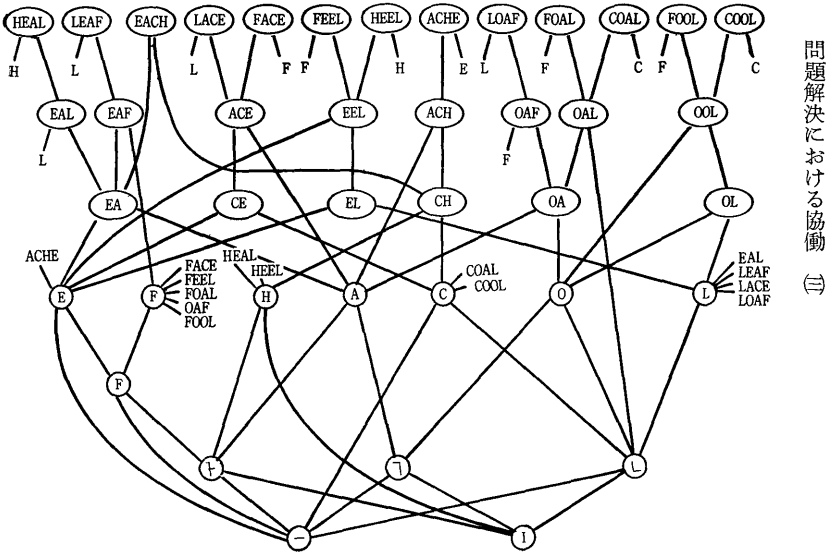 HEAL LEAF EACH LACE FACE FEEL HEEL ACHE LOAF FOAL COAL FOOL COOL
H L L F F H E L F C F C
EAL EAF ACE EEL ACH OAF OAL OOL
L F
EA CE EL CH OA OL
ACHE HEAL HEEL
FACE
FEEL
FOAL
OAF
FOOL
COAL
COOL
EAL
LEAF
LACE
LOAF
E F H A C O L
F
ト ㄱ L
一 I
問題解決における協働 ㈢